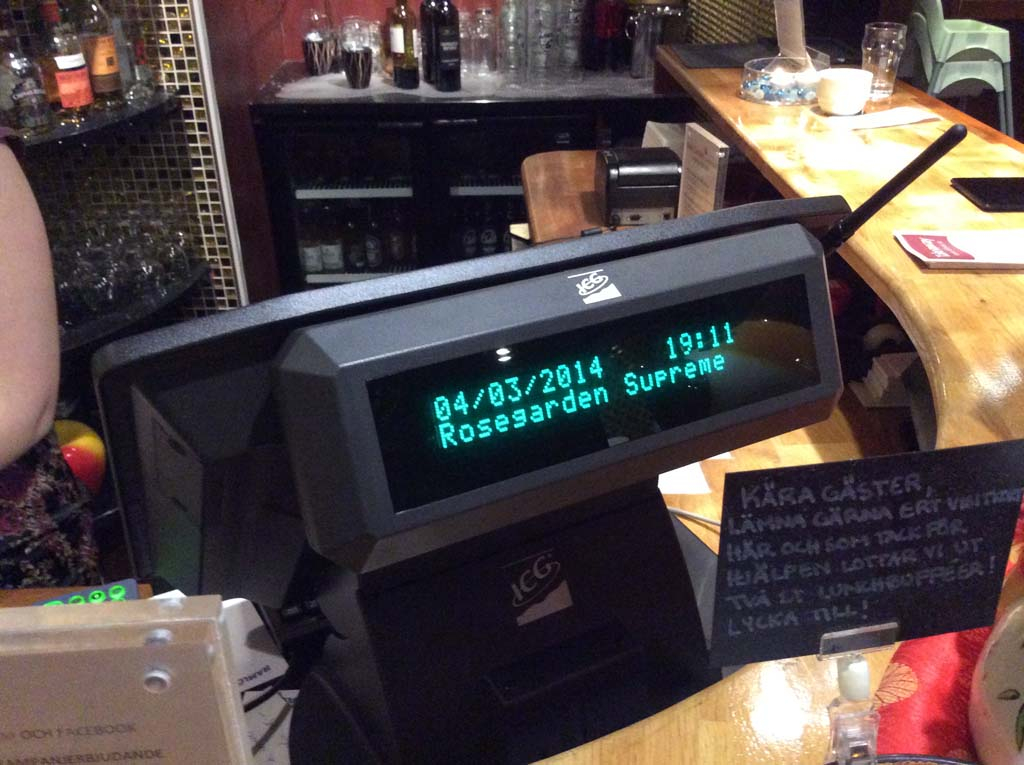 ICG
04/03/2014 19:11
Rosegarden Supreme
ICG
KÄRA GÄSTER,
LÄMNA GÄRNA ERT VISITKORT
HÄR OCH SOM TACK FÖR
HJÄLPEN LOTTAR VI UT
TVÅ ST LUNCHBUFFÉER!
LYCKA TILL!
OCH FACEBOOK
KAMPANJERBJUDANDE